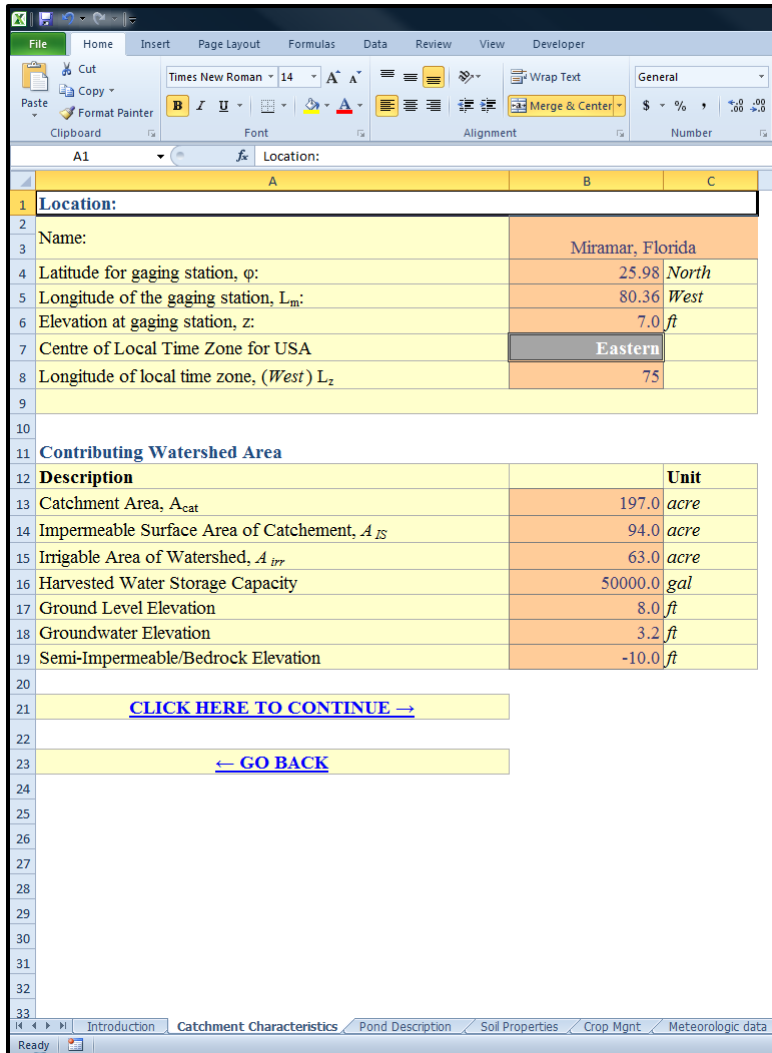 File Home Insert Page Layout Formulas Data Review View Developer
Cut
Copy
Format Painter
Paste
Times New Roman 14 A A
B I U A
Wrap Text
Merge & Center
General
$ % ,
Clipboard Font Alignment Number
A1 fx Location:
A B C
1 Location:
2
3 Name: Miramar, Florida
4 Latitude for gaging station, φ: 25.98 North
5 Longitude of the gaging station, Lm: 80.36 West
6 Elevation at gaging station, z: 7.0 ft
7 Centre of Local Time Zone for USA Eastern
8 Longitude of local time zone, (West) Lz 75
9
10
11 Contributing Watershed Area
12 Description Unit
13 Catchment Area, Acat 197.0 acre
14 Impermeable Surface Area of Catchement, A IS 94.0 acre
15 Irrigable Area of Watershed, A irr 63.0 acre
16 Harvested Water Storage Capacity 50000.0 gal
17 Ground Level Elevation 8.0 ft
18 Groundwater Elevation 3.2 ft
19 Semi-Impermeable/Bedrock Elevation -10.0 ft
20
21 CLICK HERE TO CONTINUE →
22
23 ← GO BACK
24
25
26
27
28
29
30
31
32
33
Introduction Catchment Characteristics Pond Description Soil Properties Crop Mgnt Meteorologic data
Ready